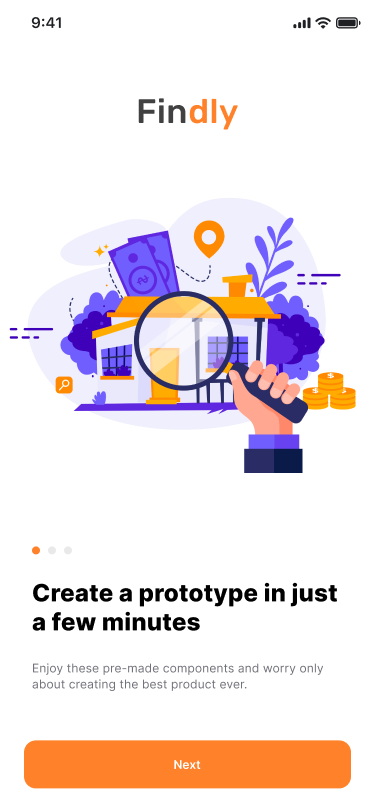 9:41
Findly
Create a prototype in just
a few minutes
Enjoy these pre-made components and worry only
about creating the best product ever.
Next